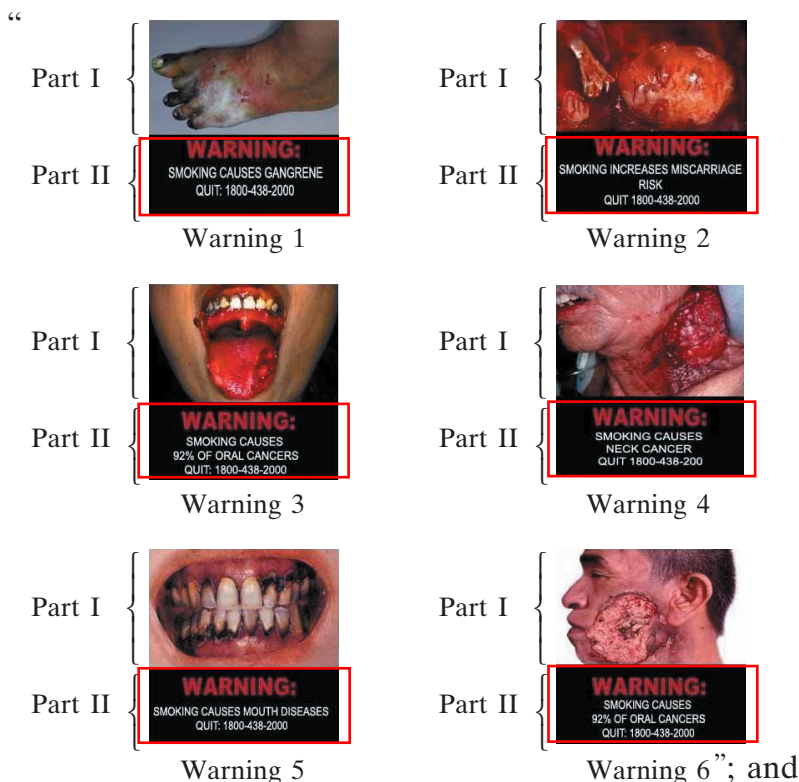 “
Part I
Part I
WARNING:
SMOKING CAUSES GANGRENE
QUIT: 1800-438-2000
Part II
Warning 1
WARNING:
SMOKING INCREASES MISCARRIAGE
RISK
QUIT 1800-438-2000
Part II
Warning 2
Part I
Part I
WARNING:
SMOKING CAUSES
92% OF ORAL CANCERS
QUIT: 1800-438-2000
Part II
Warning 3
WARNING:
SMOKING CAUSES
NECK CANCER
QUIT 1800-438-200
Part II
Warning 4
Part I
Part I
WARNING:
SMOKING CAUSES MOUTH DISEASES
QUIT: 1800-438-2000
Part II
Warning 5
WARNING:
SMOKING CAUSES
92% OF ORAL CANCERS
QUIT: 1800-438-2000
Part II
Warning 6”; and